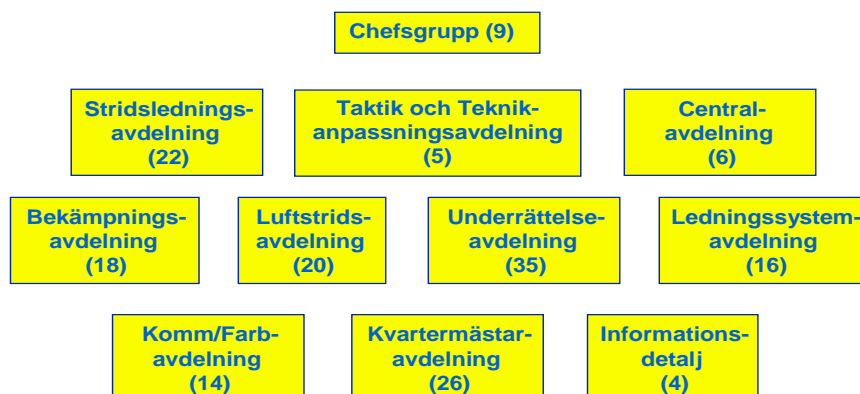 Chefsgrupp (9)
Stridslednings-
avdelning
(22)
Taktik och Teknik-
anpassningsavdelning
(5)
Central-
avdelning
(6)
Bekämpnings-
avdelning
(18)
Luftstrids-
avdelning
(20)
Underrättelse-
avdelning
(35)
Ledningssystem-
avdelning
(16)
Komm/Farb-
avdelning
(14)
Kvartermästar-
avdelning
(26)
Informations-
detalj
(4)